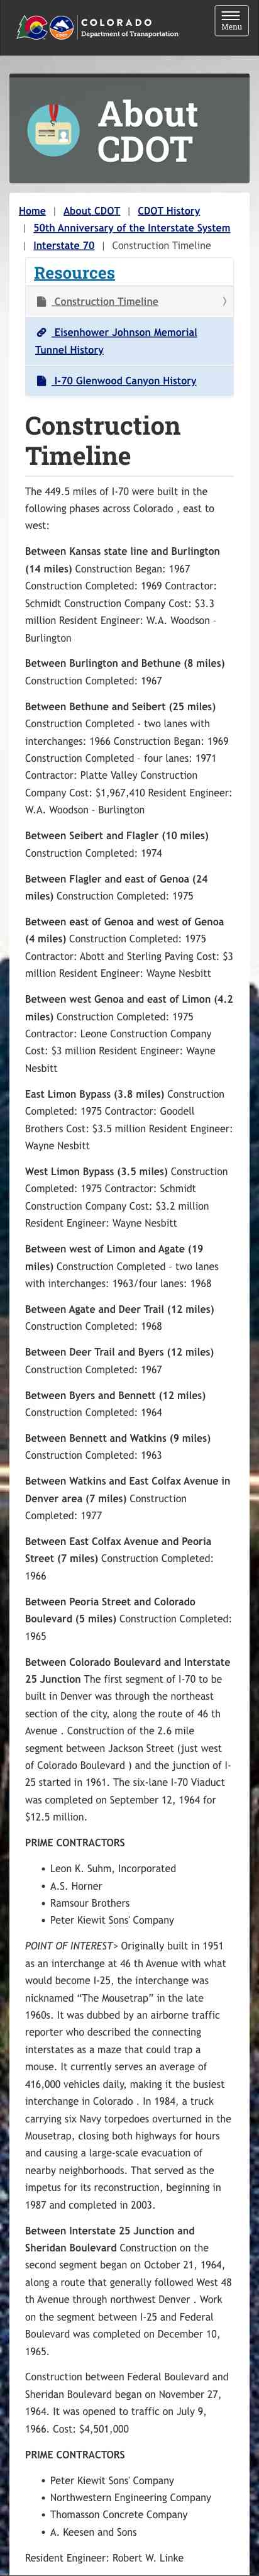 COLORADO
Department of Transportation
Menu
About
CDOT
Home | About CDOT | CDOT History
| 50th Anniversary of the Interstate System
| Interstate 70 | Construction Timeline
Resources
Construction Timeline
Eisenhower Johnson Memorial
Tunnel History
I-70 Glenwood Canyon History
Construction
Timeline
The 449.5 miles of I-70 were built in the
following phases across Colorado , east to
west:
Between Kansas state line and Burlington
(14 miles) Construction Began: 1967
Construction Completed: 1969 Contractor:
Schmidt Construction Company Cost: $3.3
million Resident Engineer: W.A. Woodson –
Burlington
Between Burlington and Bethune (8 miles)
Construction Completed: 1967
Between Bethune and Seibert (25 miles)
Construction Completed - two lanes with
interchanges: 1966 Construction Began: 1969
Construction Completed – four lanes: 1971
Contractor: Platte Valley Construction
Company Cost: $1,967,410 Resident Engineer:
W.A. Woodson – Burlington
Between Seibert and Flagler (10 miles)
Construction Completed: 1974
Between Flagler and east of Genoa (24
miles) Construction Completed: 1975
Between east of Genoa and west of Genoa
(4 miles) Construction Completed: 1975
Contractor: Abott and Sterling Paving Cost: $3
million Resident Engineer: Wayne Nesbitt
Between west Genoa and east of Limon (4.2
miles) Construction Completed: 1975
Contractor: Leone Construction Company
Cost: $3 million Resident Engineer: Wayne
Nesbitt
East Limon Bypass (3.8 miles) Construction
Completed: 1975 Contractor: Goodell
Brothers Cost: $3.5 million Resident Engineer:
Wayne Nesbitt
West Limon Bypass (3.5 miles) Construction
Completed: 1975 Contractor: Schmidt
Construction Company Cost: $3.2 million
Resident Engineer: Wayne Nesbitt
Between west of Limon and Agate (19
miles) Construction Completed – two lanes
with interchanges: 1963/four lanes: 1968
Between Agate and Deer Trail (12 miles)
Construction Completed: 1968
Between Deer Trail and Byers (12 miles)
Construction Completed: 1967
Between Byers and Bennett (12 miles)
Construction Completed: 1964
Between Bennett and Watkins (9 miles)
Construction Completed: 1963
Between Watkins and East Colfax Avenue in
Denver area (7 miles) Construction
Completed: 1977
Between East Colfax Avenue and Peoria
Street (7 miles) Construction Completed:
1966
Between Peoria Street and Colorado
Boulevard (5 miles) Construction Completed:
1965
Between Colorado Boulevard and Interstate
25 Junction The first segment of I-70 to be
built in Denver was through the northeast
section of the city, along the route of 46 th
Avenue . Construction of the 2.6 mile
segment between Jackson Street (just west
of Colorado Boulevard ) and the junction of I-
25 started in 1961. The six-lane I-70 Viaduct
was completed on September 12, 1964 for
$12.5 million.
PRIME CONTRACTORS
• Leon K. Suhm, Incorporated
• A.S. Horner
• Ramsour Brothers
• Peter Kiewit Sons' Company
POINT OF INTEREST> Originally built in 1951
as an interchange at 46 th Avenue with what
would become I-25, the interchange was
nicknamed “The Mousetrap” in the late
1960s. It was dubbed by an airborne traffic
reporter who described the connecting
interstates as a maze that could trap a
mouse. It currently serves an average of
416,000 vehicles daily, making it the busiest
interchange in Colorado . In 1984, a truck
carrying six Navy torpedoes overturned in the
Mousetrap, closing both highways for hours
and causing a large-scale evacuation of
nearby neighborhoods. That served as the
impetus for its reconstruction, beginning in
1987 and completed in 2003.
Between Interstate 25 Junction and
Sheridan Boulevard Construction on the
second segment began on October 21, 1964,
along a route that generally followed West 48
th Avenue through northwest Denver . Work
on the segment between I-25 and Federal
Boulevard was completed on December 10,
1965.
Construction between Federal Boulevard and
Sheridan Boulevard began on November 27,
1964. It was opened to traffic on July 9,
1966. Cost: $4,501,000
PRIME CONTRACTORS
• Peter Kiewit Sons' Company
• Northwestern Engineering Company
• Thomasson Concrete Company
• A. Keesen and Sons
Resident Engineer: Robert W. Linke